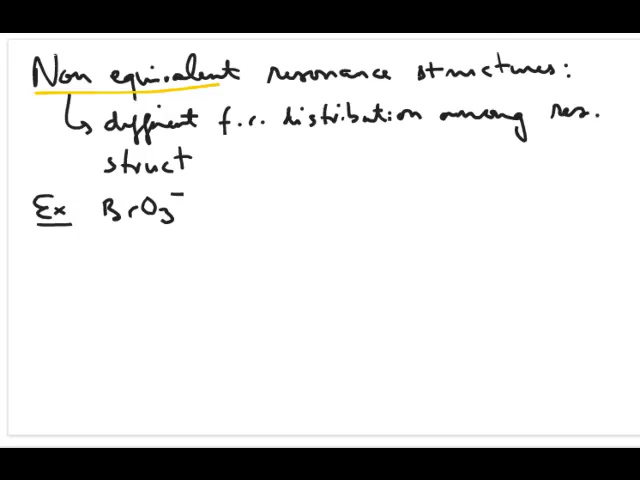 Non equivalent resonance structures:
↳ different f.c. distribution among res.
struct
Ex BrO₃⁻